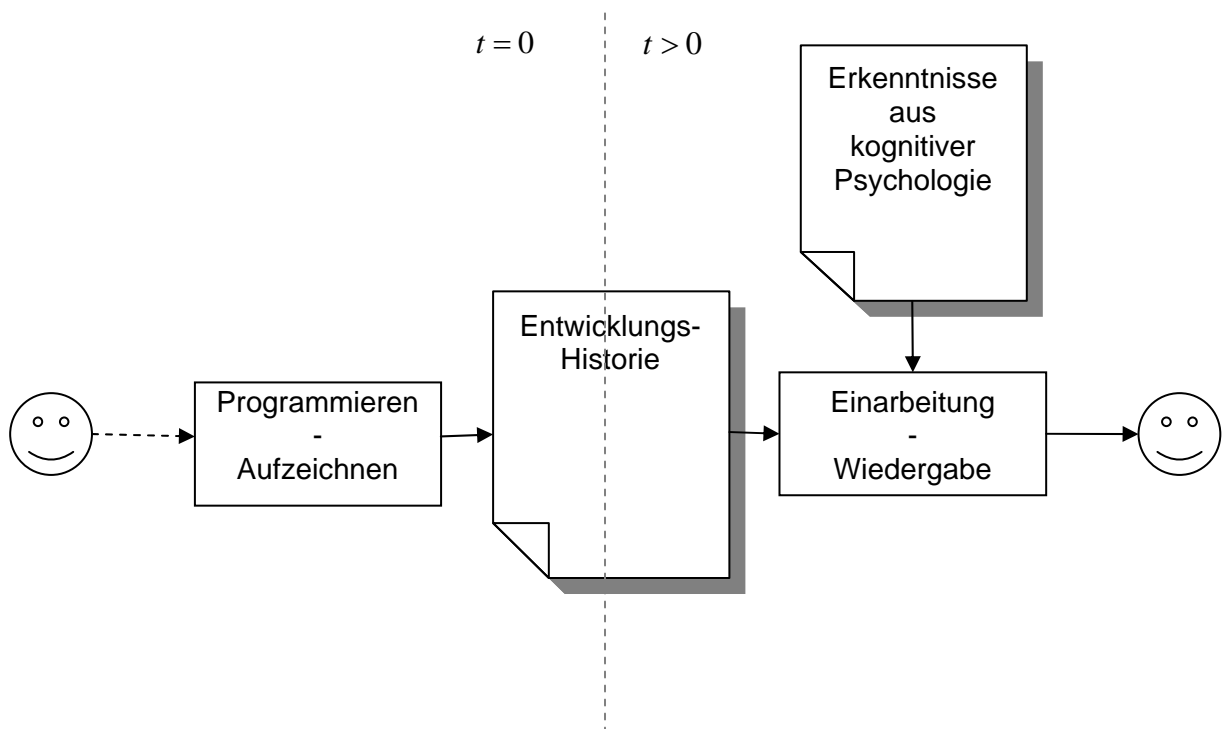 t = 0
t > 0
Erkenntnisse
aus
kognitiver
Psychologie
Entwicklungs-
Historie
Programmieren
-
Aufzeichnen
Einarbeitung
-
Wiedergabe